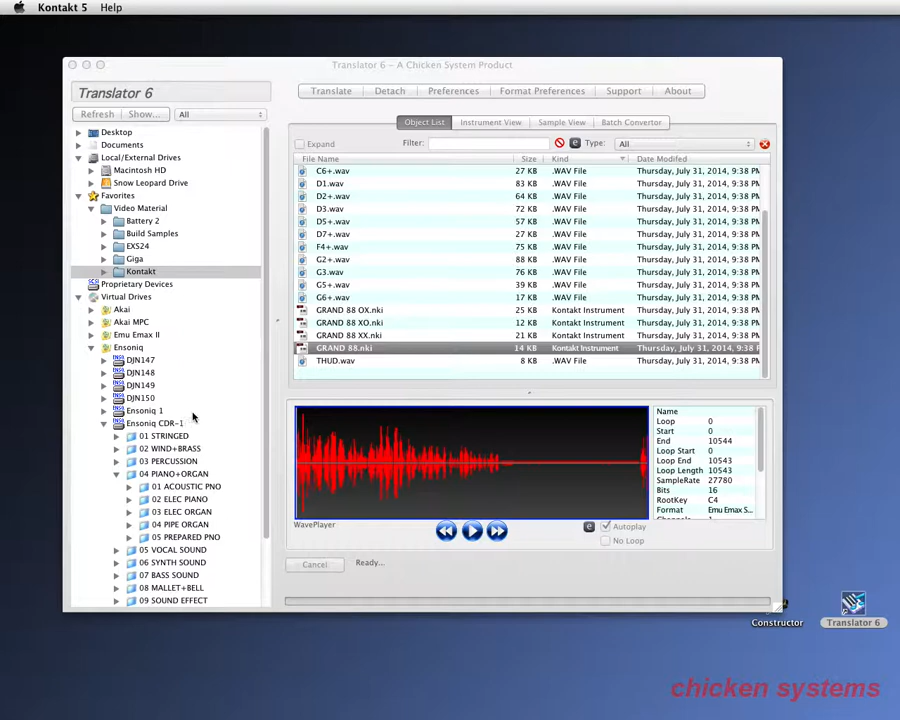 Kontakt 5 Help
Translator 6 – A Chicken System Product
Translator 6
Translate Detach Preferences Format Preferences Support About
Refresh Show... All
Object List Instrument View Sample View Batch Convertor
Expand Filter: e Type: All
File Name Size Kind Date Modifed
Desktop
Documents
Local/External Drives
Macintosh HD
Snow Leopard Drive
Favorites
Video Material
Battery 2
Build Samples
EXS24
Giga
Kontakt
Proprietary Devices
Virtual Drives
Akai
Akai MPC
Emu Emax II
Ensoniq
DJN147
DJN148
DJN149
DJN150
Ensoniq 1
Ensoniq CDR-1
01 STRINGED
02 WIND+BRASS
03 PERCUSSION
04 PIANO+ORGAN
01 ACOUSTIC PNO
02 ELEC PIANO
03 ELEC ORGAN
04 PIPE ORGAN
05 PREPARED PNO
05 VOCAL SOUND
06 SYNTH SOUND
07 BASS SOUND
08 MALLET+BELL
09 SOUND EFFECT
C6+.wav 27 KB .WAV File Thursday, July 31, 2014, 9:38 PM
D1.wav 83 KB .WAV File Thursday, July 31, 2014, 9:38 PM
D2+.wav 64 KB .WAV File Thursday, July 31, 2014, 9:38 PM
D3.wav 72 KB .WAV File Thursday, July 31, 2014, 9:38 PM
D5+.wav 57 KB .WAV File Thursday, July 31, 2014, 9:38 PM
D7+.wav 27 KB .WAV File Thursday, July 31, 2014, 9:38 PM
F4+.wav 75 KB .WAV File Thursday, July 31, 2014, 9:38 PM
G2+.wav 88 KB .WAV File Thursday, July 31, 2014, 9:38 PM
G3.wav 76 KB .WAV File Thursday, July 31, 2014, 9:38 PM
G5+.wav 39 KB .WAV File Thursday, July 31, 2014, 9:38 PM
G6+.wav 17 KB .WAV File Thursday, July 31, 2014, 9:38 PM
GRAND 88 OX.nki 25 KB Kontakt Instrument Thursday, July 31, 2014, 9:38 PM
GRAND 88 XO.nki 12 KB Kontakt Instrument Thursday, July 31, 2014, 9:38 PM
GRAND 88 XX.nki 21 KB Kontakt Instrument Thursday, July 31, 2014, 9:38 PM
GRAND 88.nki 14 KB Kontakt Instrument Thursday, July 31, 2014, 9:38 P
THUD.wav 8 KB .WAV File Thursday, July 31, 2014, 9:38 PM
Name
Loop 0
Start 0
End 10544
Loop Start 0
Loop End 10543
Loop Length 10543
SampleRate 27780
Bits 16
RootKey C4
Format Emu Emax S...
WavePlayer
e Autoplay
No Loop
Cancel Ready...
Constructor
Translator 6
chicken systems